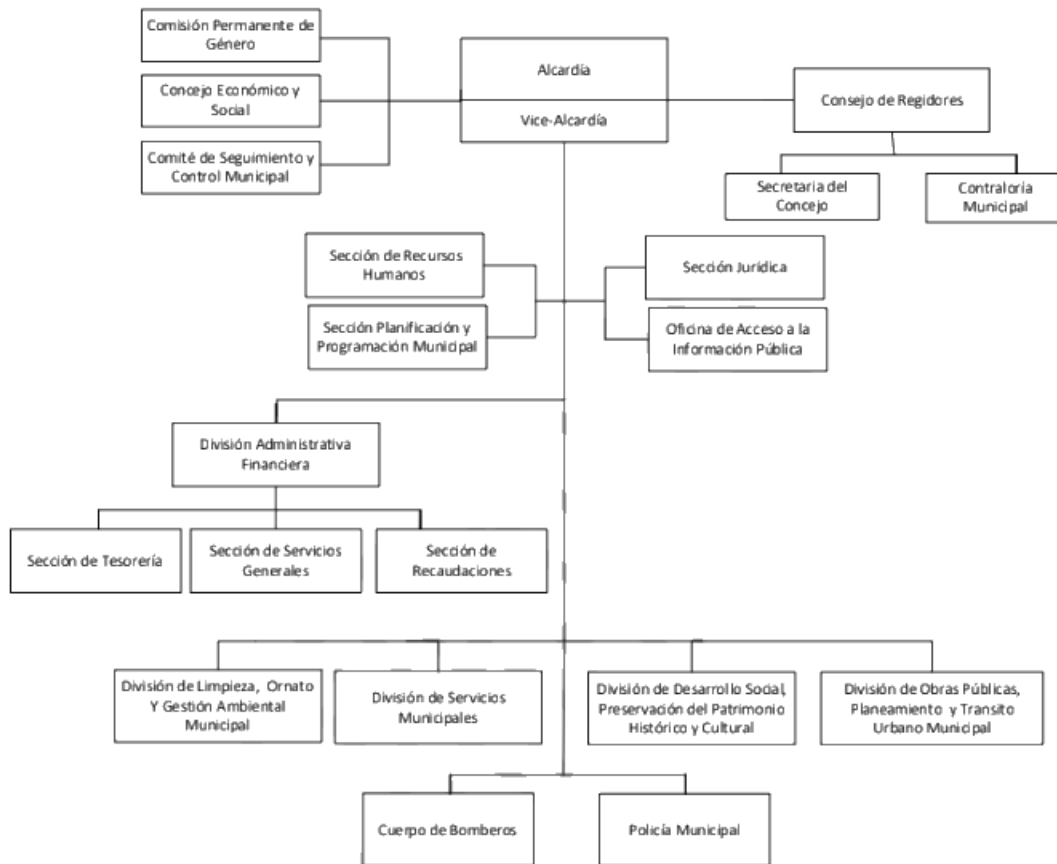 Comisión Permanente de
Género
Alcardía
Concejo Económico y
Social
Vice-Alcardía
Consejo de Regidores
Comité de Seguimiento y
Control Municipal
Secretaria del
Concejo
Contraloría
Municipal
Sección de Recursos
Humanos
Sección Jurídica
Sección Planificación y
Programación Municipal
Oficina de Acceso a la
Información Pública
División Administrativa
Financiera
Sección de Tesorería
Sección de Servicios
Generales
Sección de
Recaudaciones
División de Limpieza, Ornato
Y Gestión Ambiental
Municipal
División de Servicios
Municipales
División de Desarrollo Social,
Preservación del Patrimonio
Histórico y Cultural
División de Obras Públicas,
Planeamiento y Transito
Urbano Municipal
Cuerpo de Bomberos
Policía Municipal